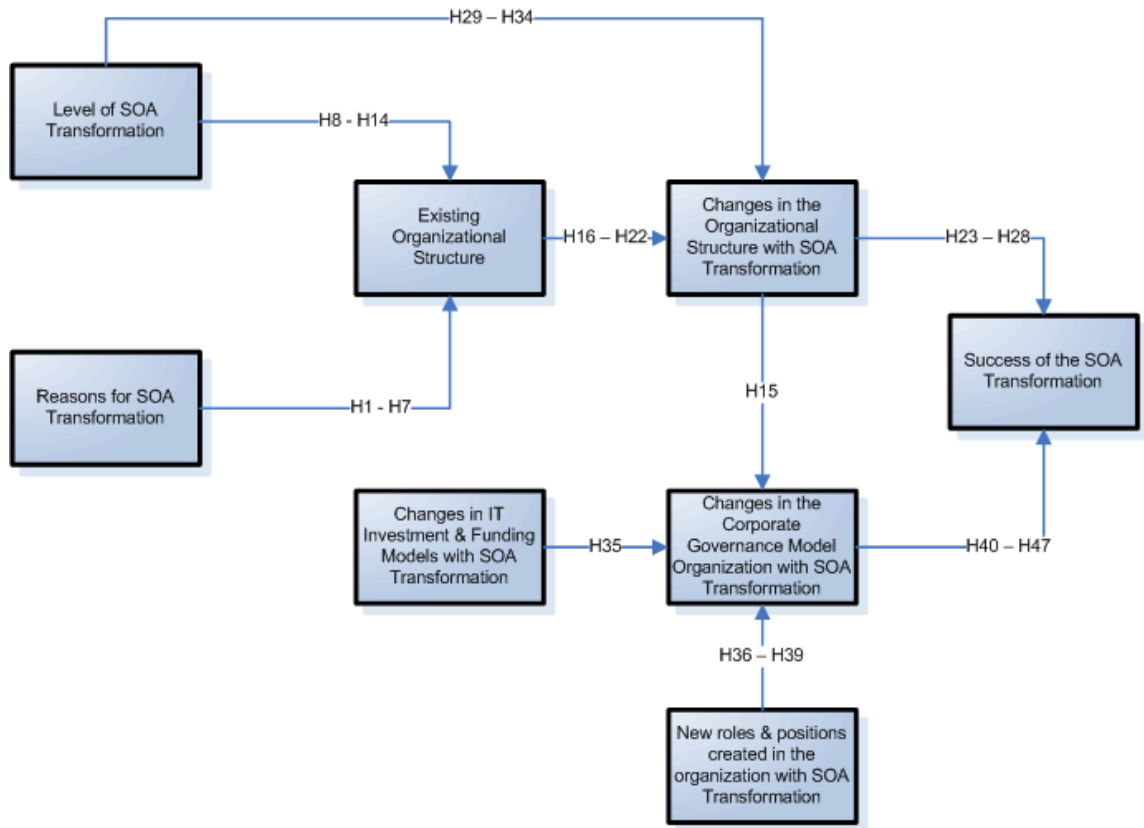 H29 – H34
Level of SOA
Transformation
H8 - H14
Existing
Organizational
Structure
H16 – H22
Changes in the
Organizational
Structure with SOA
Transformation
H23 – H28
Success of the SOA
Transformation
Reasons for SOA
Transformation
H1 - H7
H15
Changes in IT
Investment & Funding
Models with SOA
Transformation
H35
Changes in the
Corporate
Governance Model
Organization with SOA
Transformation
H40 – H47
H36 – H39
New roles & positions
created in the
organization with SOA
Transformation